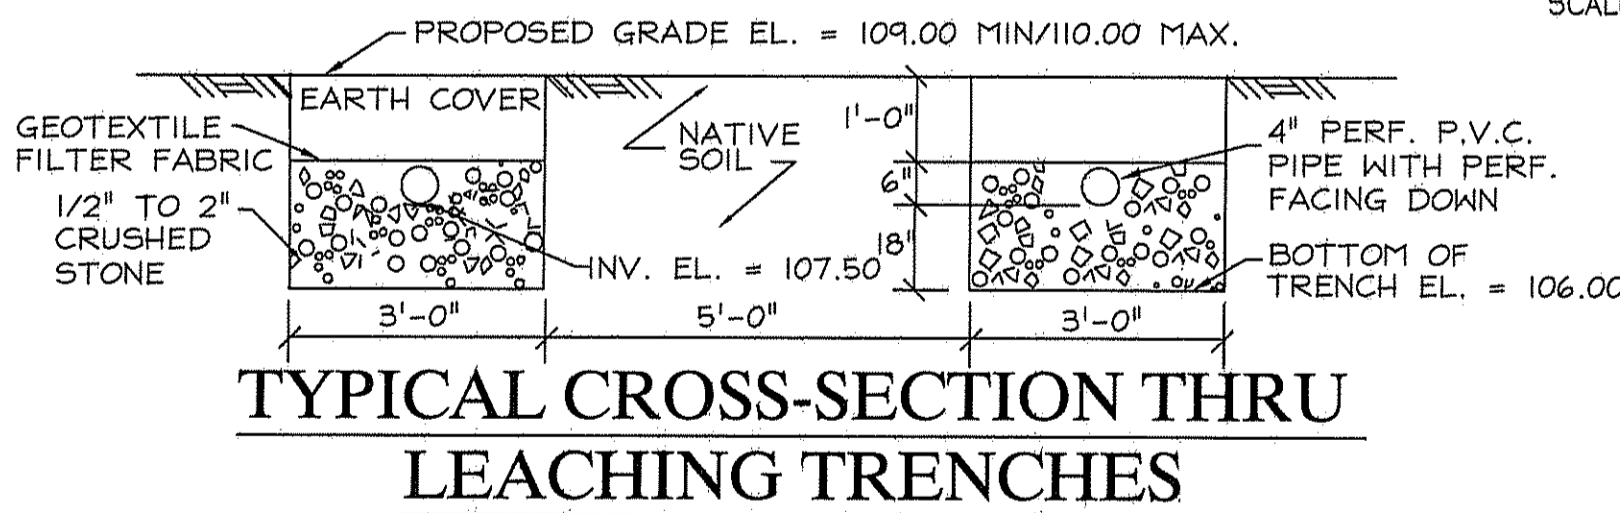 PROPOSED GRADE EL. = 109.00 MIN/110.00 MAX.
EARTH COVER
GEOTEXTILE
FILTER FABRIC
1/2" TO 2"
CRUSHED
STONE
NATIVE
SOIL
INV. EL. = 107.50
1'-0"
6"
18"
4" PERF. P.V.C.
PIPE WITH PERF.
FACING DOWN
BOTTOM OF
TRENCH EL. = 106.00
3'-0"
5'-0"
3'-0"
TYPICAL CROSS-SECTION THRU
LEACHING TRENCHES